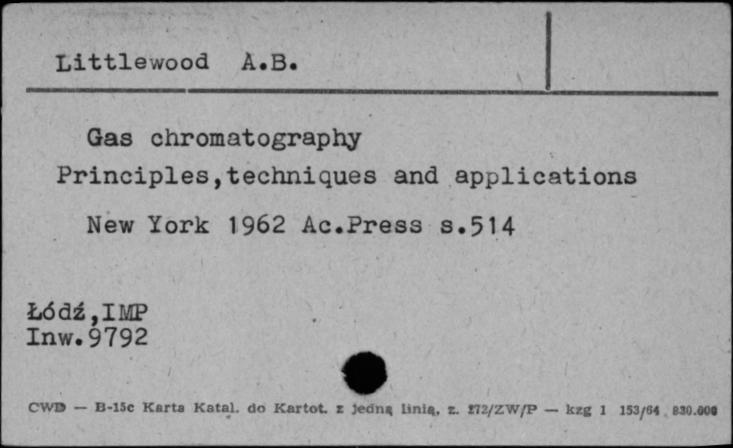 Littlewood A.B.
Gas chromatography
Principles,techniques and applications
New York 1962 Ac.Press s.514
Łódź,IMP
Inw.9792
CWD — B-15c Karta Katal. do Kartot. z jedną linią, z. 272/ZW/P — kzg 1 153/64 830.000